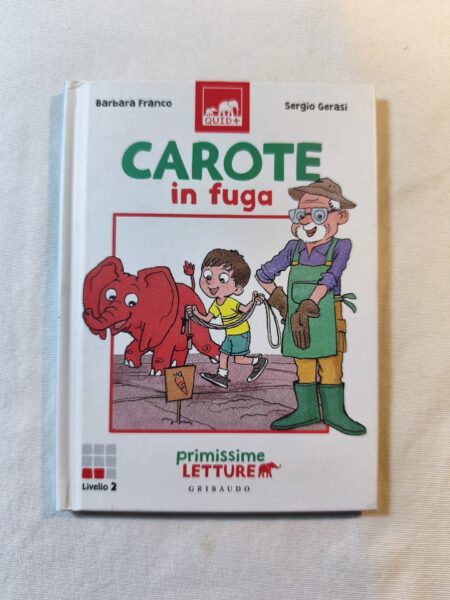 Barbara Franco
Sergio Gerasi
QUID+
CAROTE
in fuga
Livello 2
primissime
LETTURE
GRIBAUDO